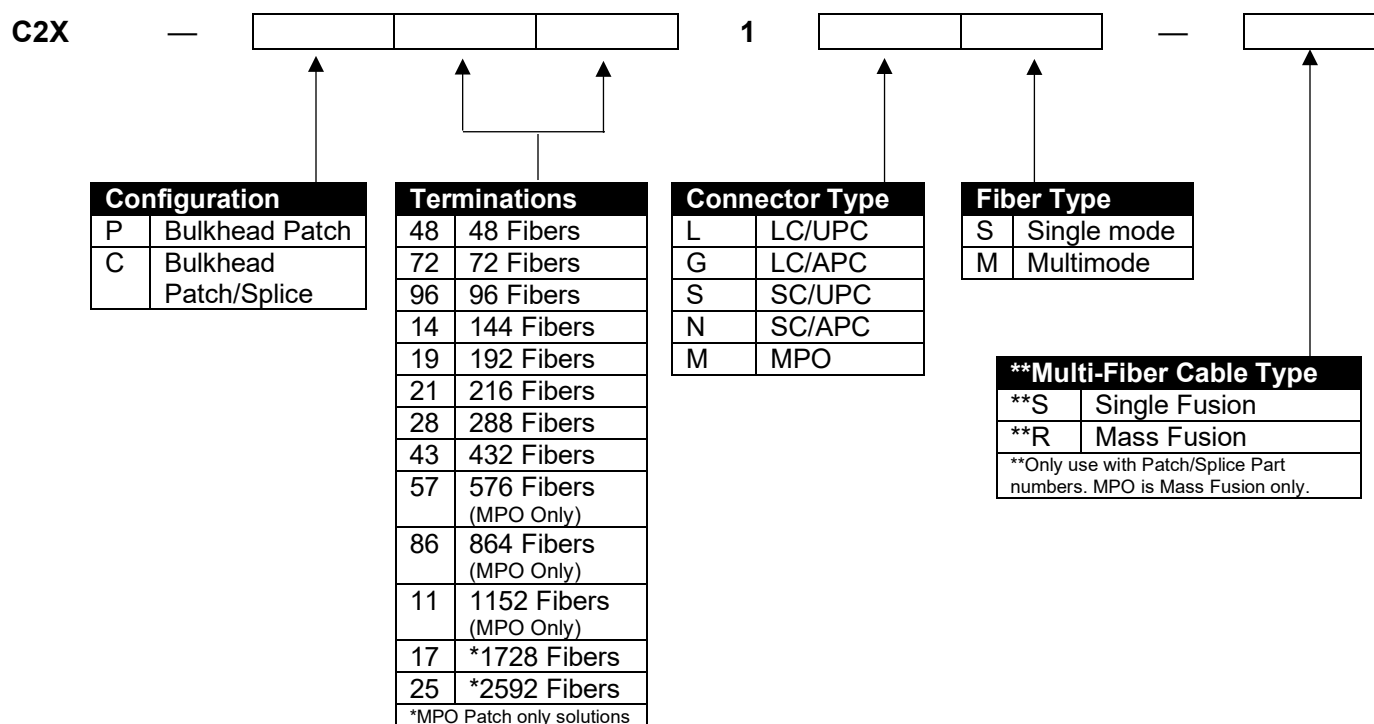 C2X — 1 —
Configuration
P Bulkhead Patch
C Bulkhead
Patch/Splice
Terminations
48 48 Fibers
72 72 Fibers
96 96 Fibers
14 144 Fibers
19 192 Fibers
21 216 Fibers
28 288 Fibers
43 432 Fibers
57 576 Fibers
(MPO Only)
86 864 Fibers
(MPO Only)
11 1152 Fibers
(MPO Only)
17 *1728 Fibers
25 *2592 Fibers
*MPO Patch only solutions
Connector Type
L LC/UPC
G LC/APC
S SC/UPC
N SC/APC
M MPO
Fiber Type
S Single mode
M Multimode
**Multi-Fiber Cable Type
**S Single Fusion
**R Mass Fusion
**Only use with Patch/Splice Part
numbers. MPO is Mass Fusion only.